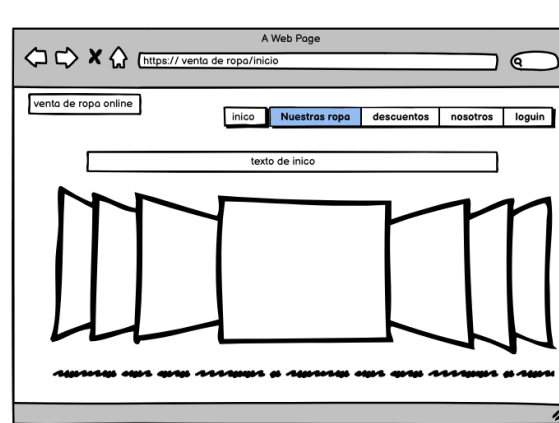 A Web Page
https:// venta de ropa/inicio
venta de ropa online
inico Nuestras ropa descuentos nosotros loguin
texto de inico